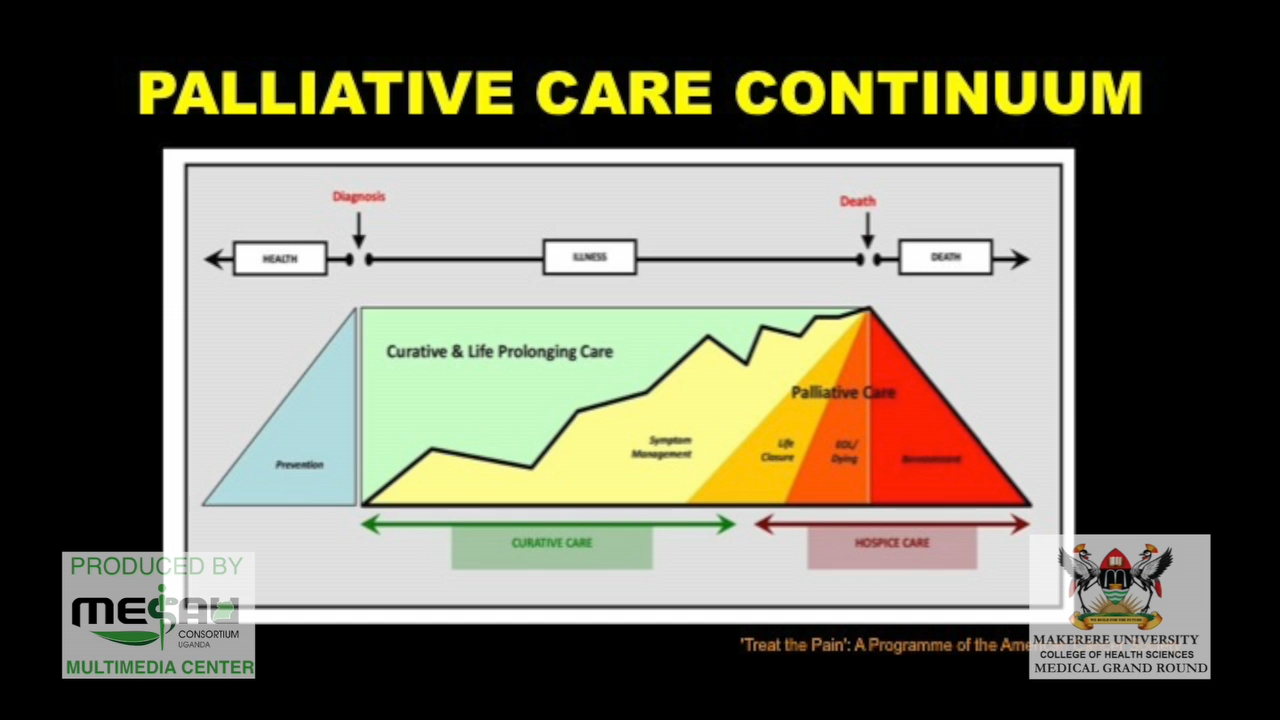 PALLIATIVE CARE CONTINUUM
Diagnosis
Death
HEALTH
ILLNESS
DEATH
Curative & Life Prolonging Care
Palliative Care
Symptom
Management
Life
Closure
EOL/
Dying
Prevention
Bereavement
CURATIVE CARE
HOSPICE CARE
'Treat the Pain': A Programme of the
PRODUCED BY
MESAU
CONSORTIUM
UGANDA
MULTIMEDIA CENTER
MAKERERE UNIVERSITY
COLLEGE OF HEALTH SCIENCES
MEDICAL GRAND ROUND